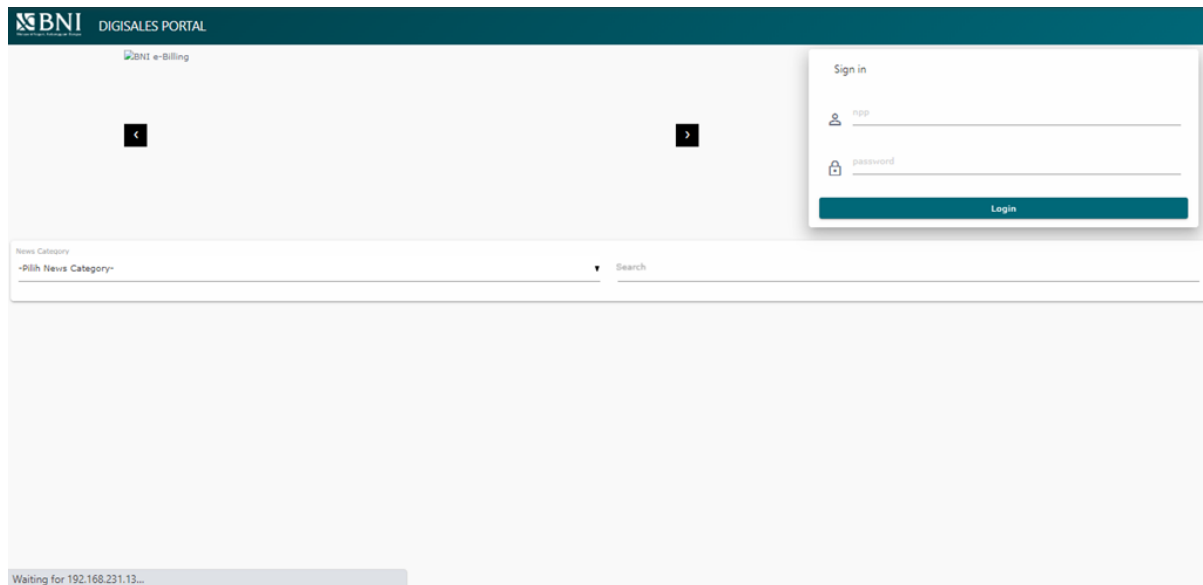 BNI DIGISALES PORTAL
BNI e-Billing
Sign in
npp
password
Login
News Category
-Pilih News Category-
Search
Waiting for 192.168.231.13...